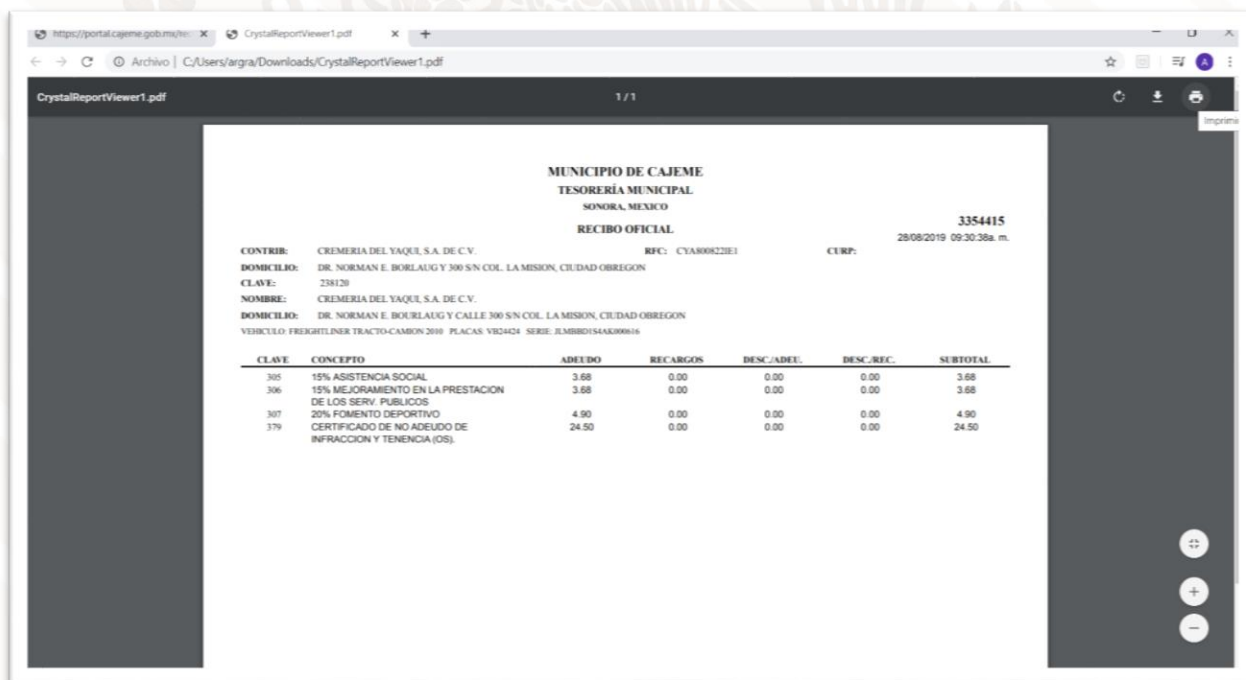 https://portal.cajeme.gob.mx/rec X CrystalReportViewer1.pdf x +
Archivo | C:/Users/argra/Downloads/CrystalReportViewer1.pdf A
CrystalReportViewer1.pdf 1 / 1
Imprimir
MUNICIPIO DE CAJEME
TESORERÍA MUNICIPAL
SONORA, MEXICO
RECIBO OFICIAL
3354415
28/08/2019 09:30:38a. m.
CONTRIB: CREMERIA DEL YAQUI, S.A. DE C.V. RFC: CYA800822IE1 CURP:
DOMICILIO: DR. NORMAN E. BORLAUG Y 300 S/N COL. LA MISION, CIUDAD OBREGON
CLAVE: 238120
NOMBRE: CREMERIA DEL YAQUI, S.A. DE C.V.
DOMICILIO: DR. NORMAN E. BOURLAUG Y CALLE 300 S/N COL. LA MISION, CIUDAD OBREGON
VEHICULO: FREIGHTLINER TRACTO-CAMION 2010 PLACAS: VB24424 SERIE: JLMBBD1S4AK000616
CLAVE CONCEPTO ADEUDO RECARGOS DESC./ADEU. DESC./REC. SUBTOTAL
305 15% ASISTENCIA SOCIAL 3.68 0.00 0.00 0.00 3.68
306 15% MEJORAMIENTO EN LA PRESTACION 3.68 0.00 0.00 0.00 3.68
DE LOS SERV. PUBLICOS
307 20% FOMENTO DEPORTIVO 4.90 0.00 0.00 0.00 4.90
379 CERTIFICADO DE NO ADEUDO DE 24.50 0.00 0.00 0.00 24.50
INFRACCION Y TENENCIA (OS).